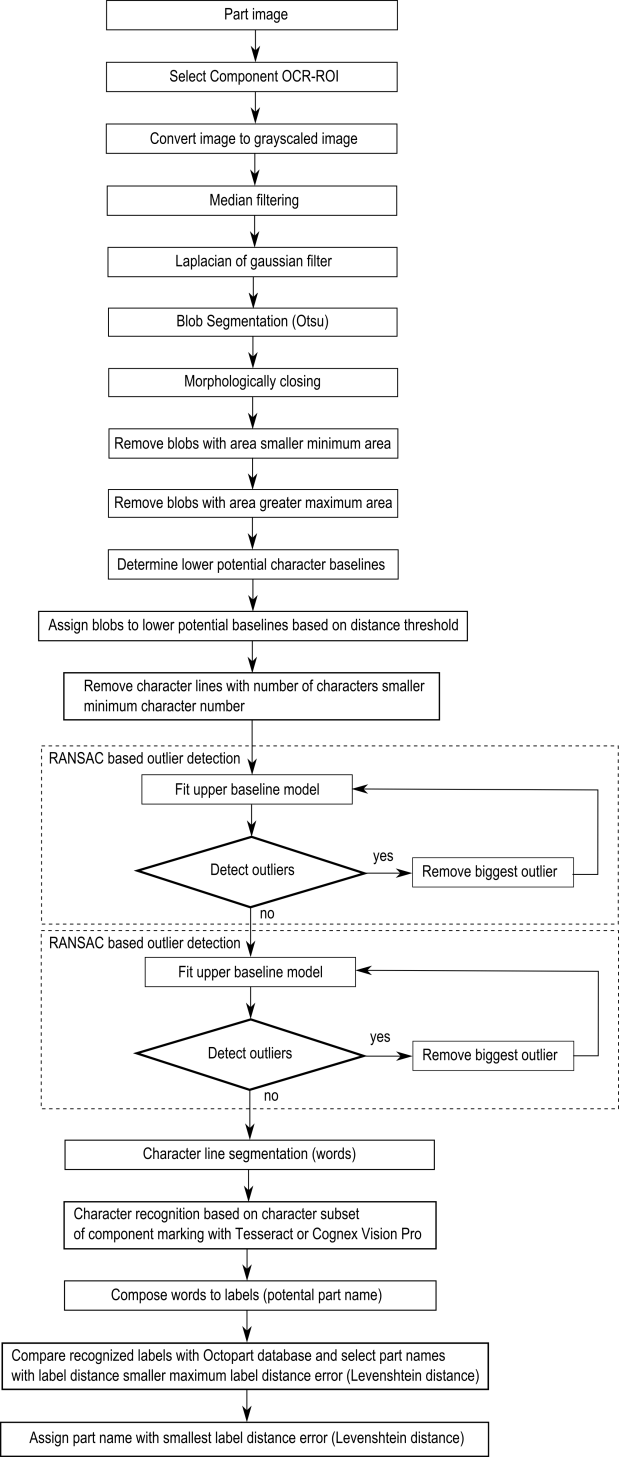 Part image
Select Component OCR-ROI
Convert image to grayscaled image
Median filtering
Laplacian of gaussian filter
Blob Segmentation (Otsu)
Morphologically closing
Remove blobs with area smaller minimum area
Remove blobs with area greater maximum area
Determine lower potential character baselines
Assign blobs to lower potential baselines based on distance threshold
Remove character lines with number of characters smaller
minimum character number
RANSAC based outlier detection
Fit upper baseline model
yes
Detect outliers
Remove biggest outlier
no
RANSAC based outlier detection
Fit upper baseline model
yes
Detect outliers
Remove biggest outlier
no
Character line segmentation (words)
Character recognition based on character subset
of component marking with Tesseract or Cognex Vision Pro
Compose words to labels (potental part name)
Compare recognized labels with Octopart database and select part names
with label distance smaller maximum label distance error (Levenshtein distance)
Assign part name with smallest label distance error (Levenshtein distance)